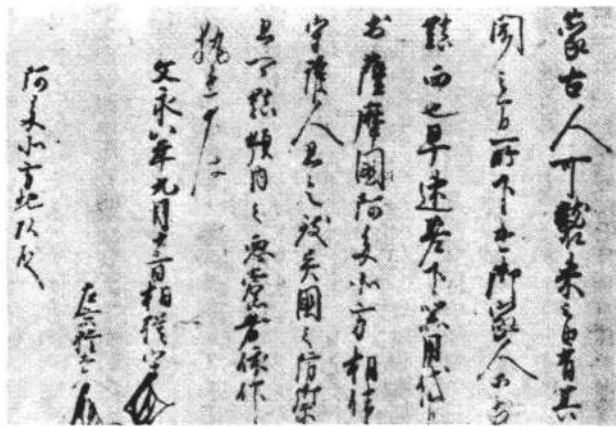 蒙古人可襲来之由有其
聞之間所下遣御家人等於
鎮西也早速差下器用代官
於薩摩国阿多北方相伴
守護人且令致異国之防禦
且可鎮領内之悪党者依仰
執達如件
文永八年九月十三日相模守
左京権大夫
阿多北方地頭殿